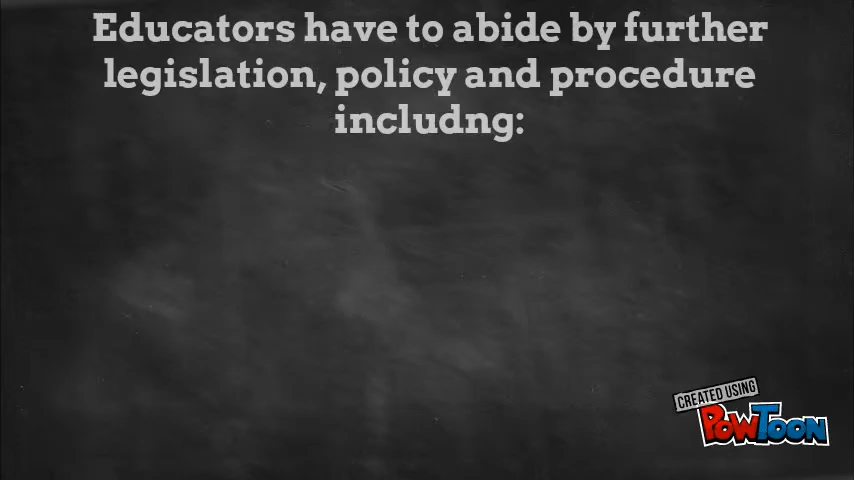 Educators have to abide by further
legislation, policy and procedure
includng:
CREATED USING
POWTOON